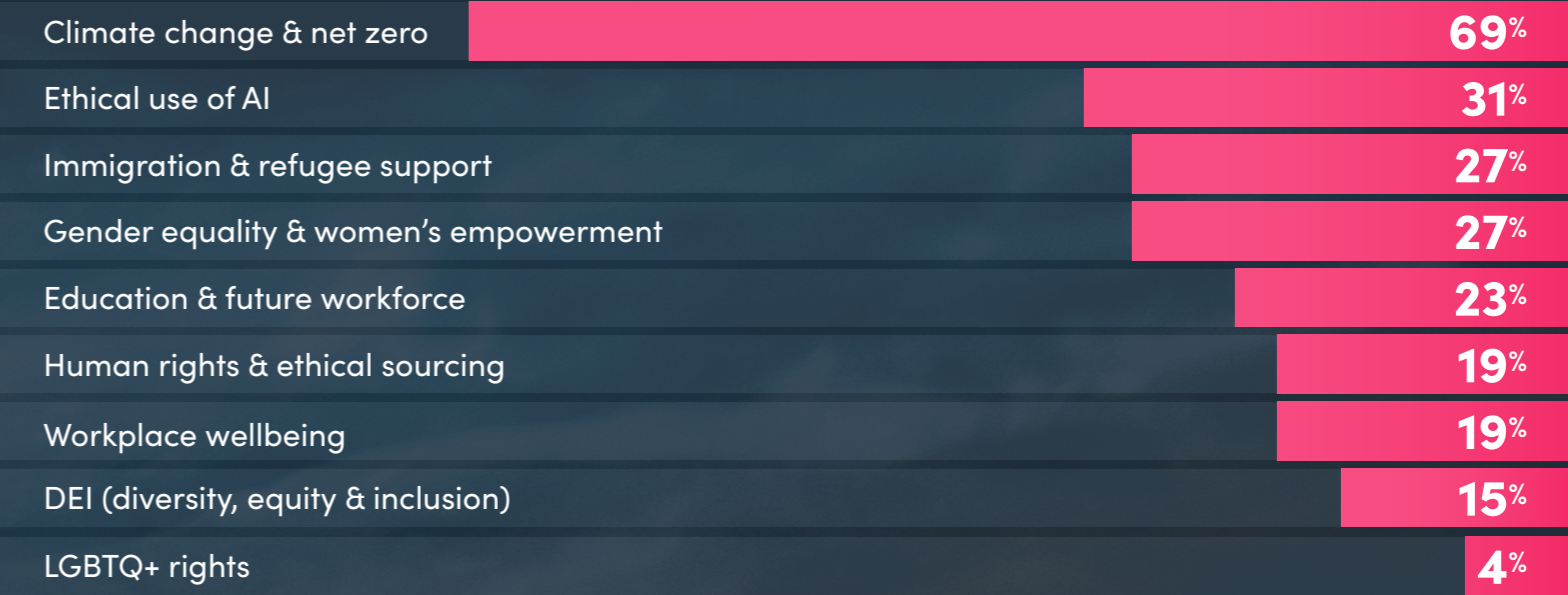 Climate change & net zero 69%
Ethical use of AI 31%
Immigration & refugee support 27%
Gender equality & women’s empowerment 27%
Education & future workforce 23%
Human rights & ethical sourcing 19%
Workplace wellbeing 19%
DEI (diversity, equity & inclusion) 15%
LGBTQ+ rights 4%